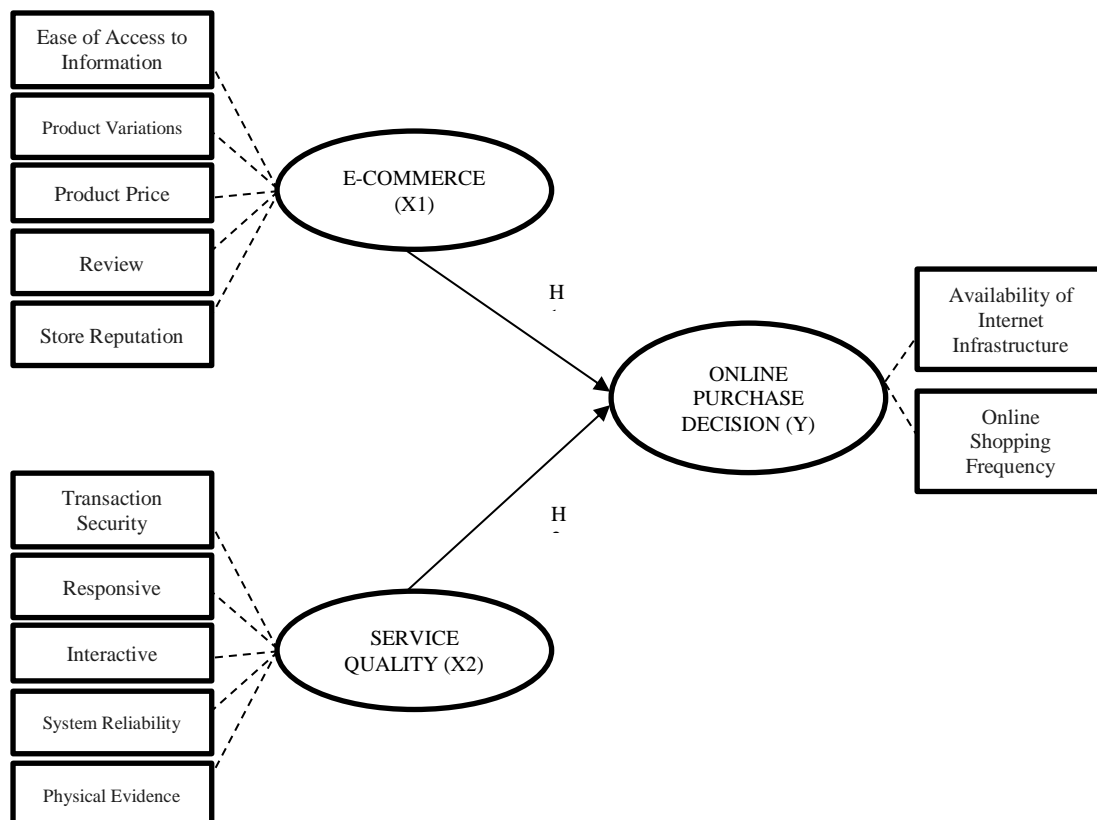 Ease of Access to
Information
Product Variations
Product Price
Review
Store Reputation
E-COMMERCE
(X1)
H
Availability of
Internet
Infrastructure
ONLINE
PURCHASE
DECISION (Y)
Online
Shopping
Frequency
Transaction
Security
Responsive
Interactive
System Reliability
Physical Evidence
H
SERVICE
QUALITY (X2)